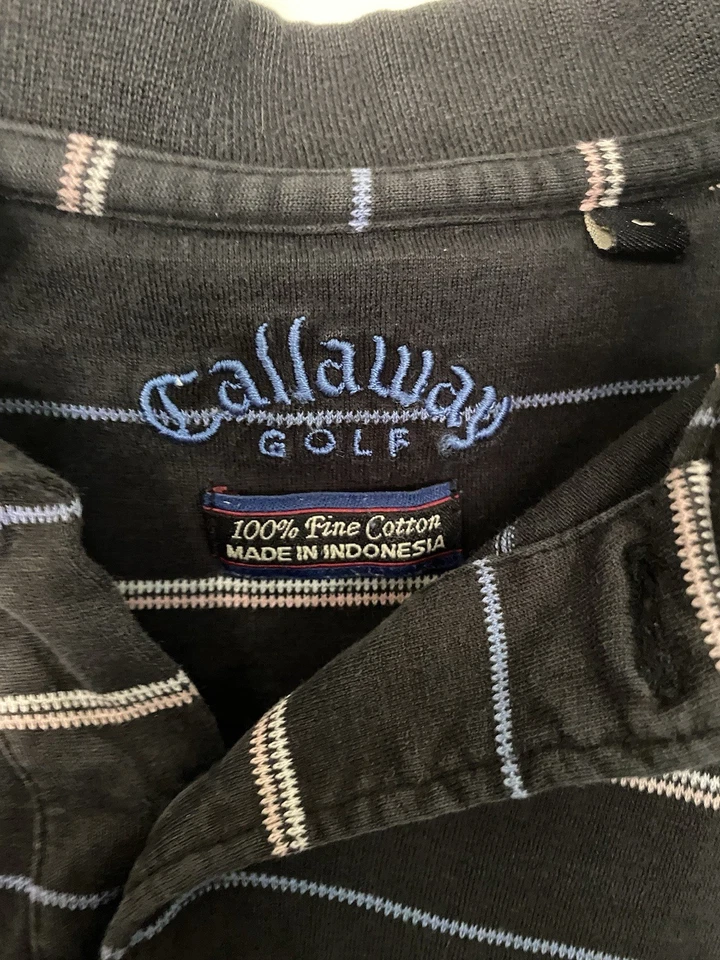 Callaway
GOLF
100% Fine Cotton
MADE IN INDONESIA